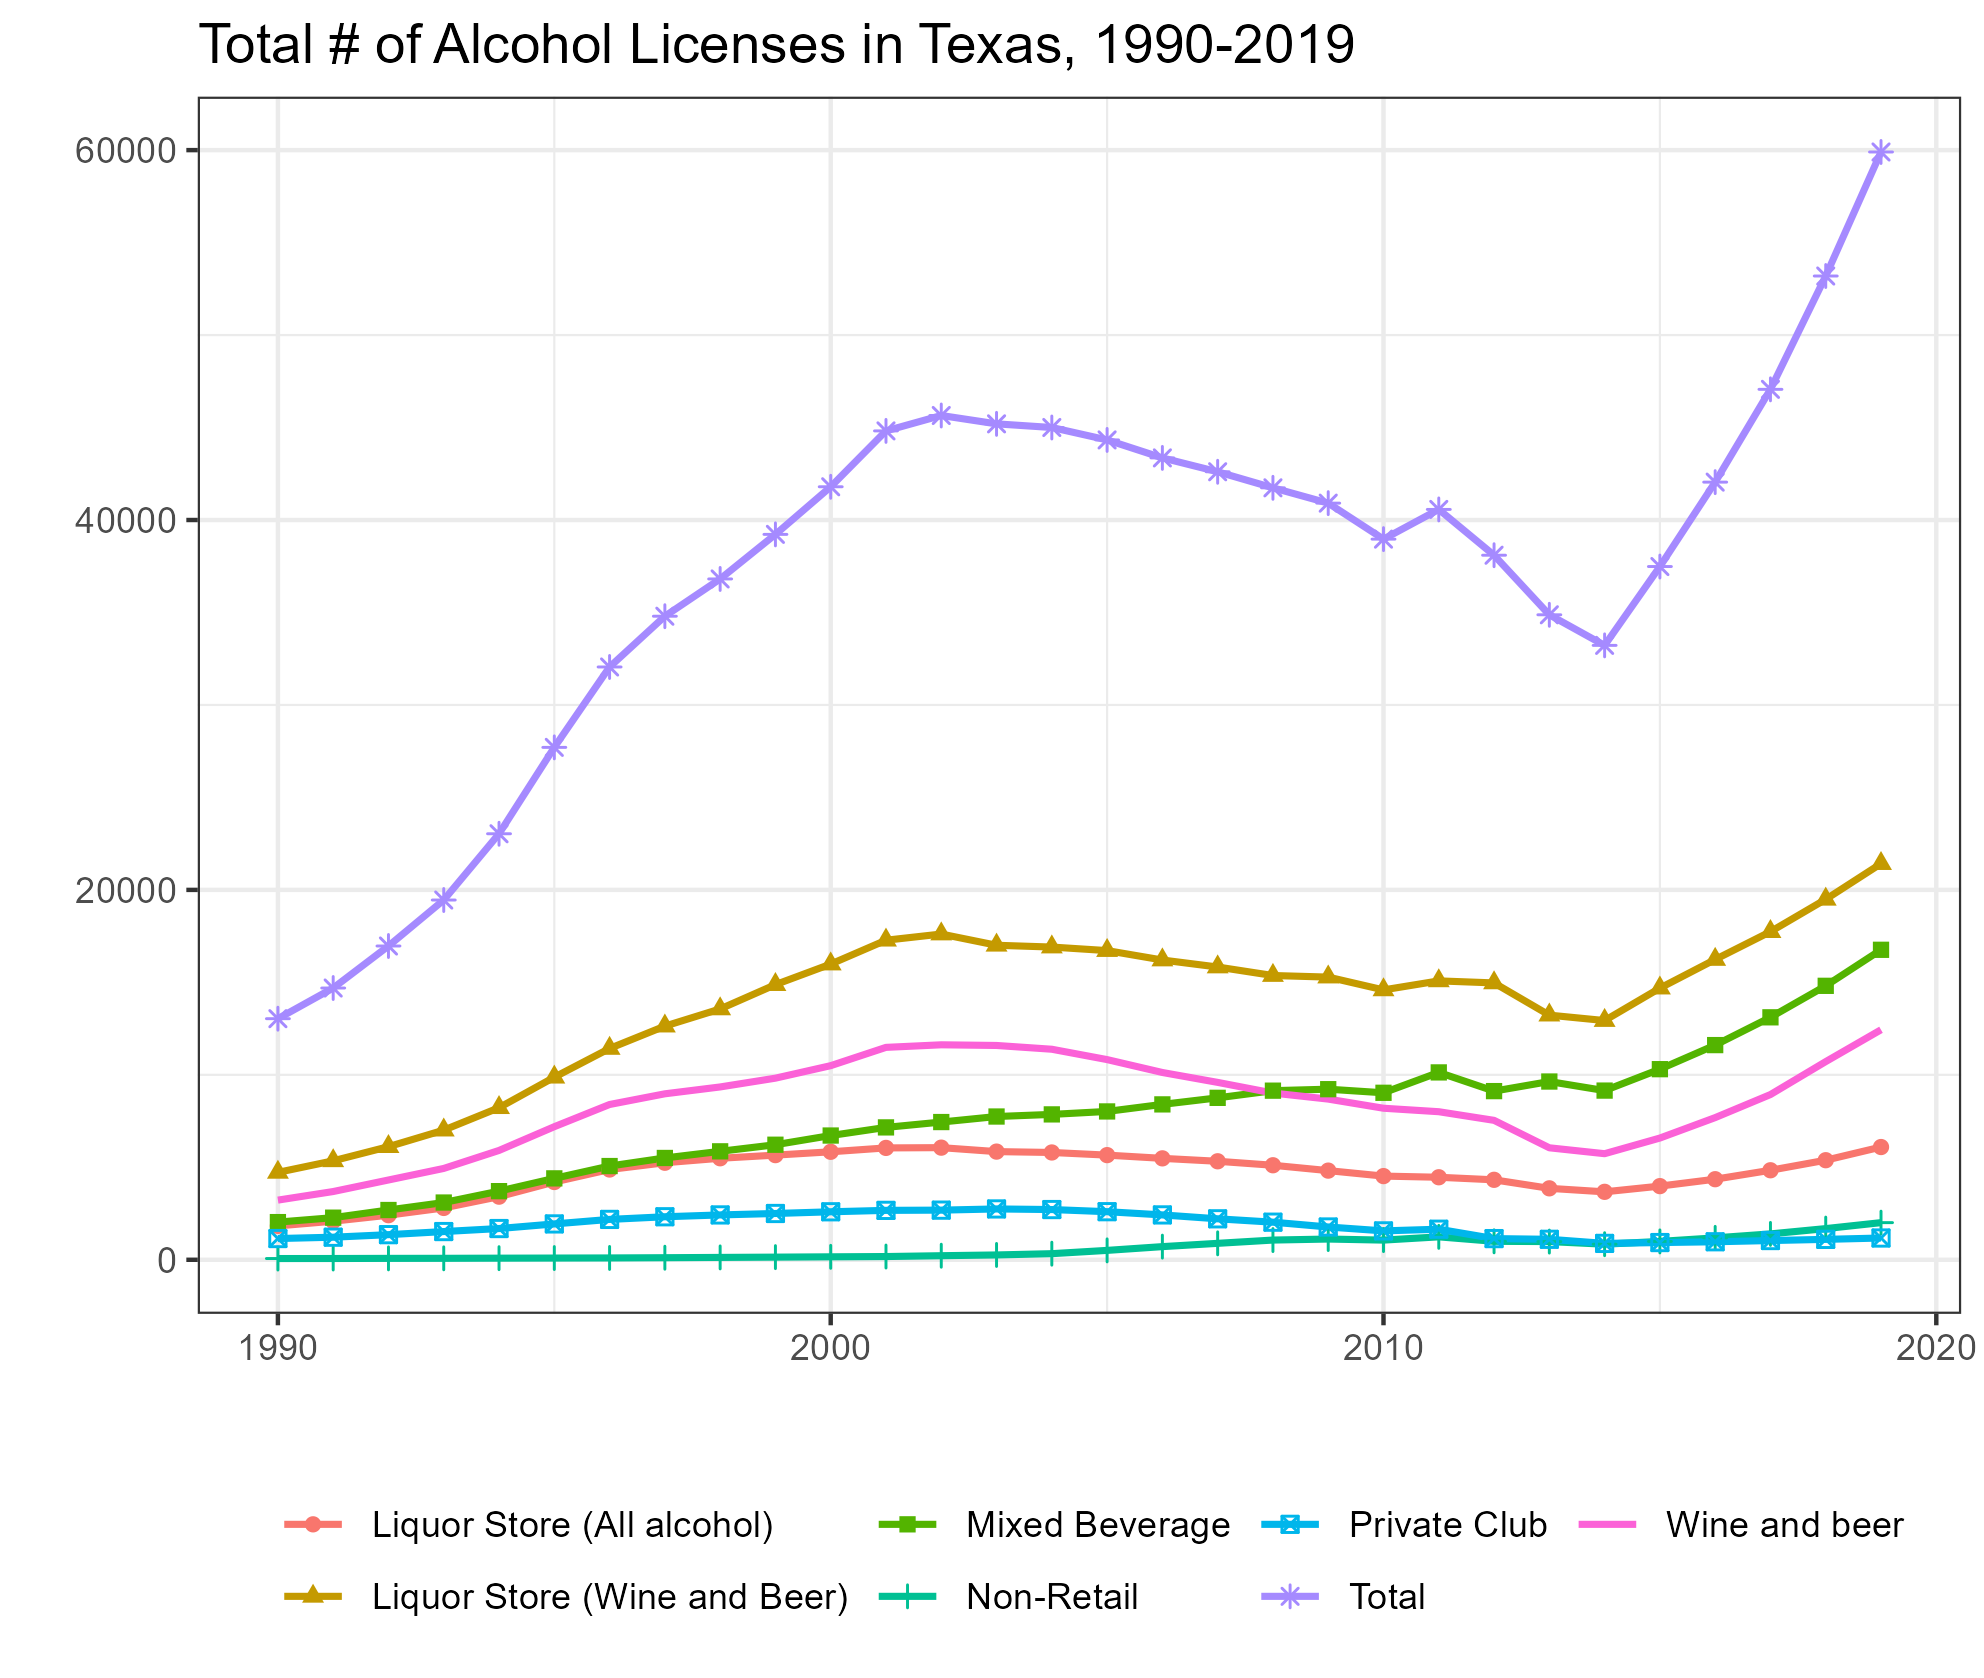 Total # of Alcohol Licenses in Texas, 1990-2019
60000
40000
20000
0
1990
2000
2010
2020
Liquor Store (All alcohol)
Mixed Beverage
Private Club
Wine and beer
Liquor Store (Wine and Beer)
Non-Retail
Total